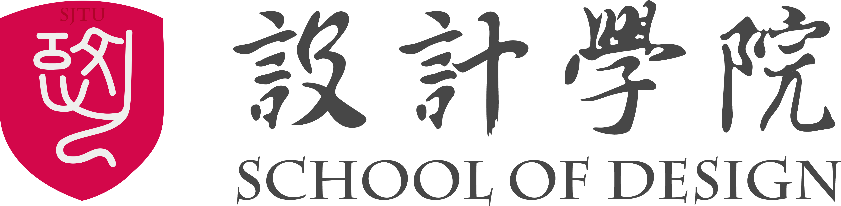 SJTU
設計學院
SCHOOL OF DESIGN